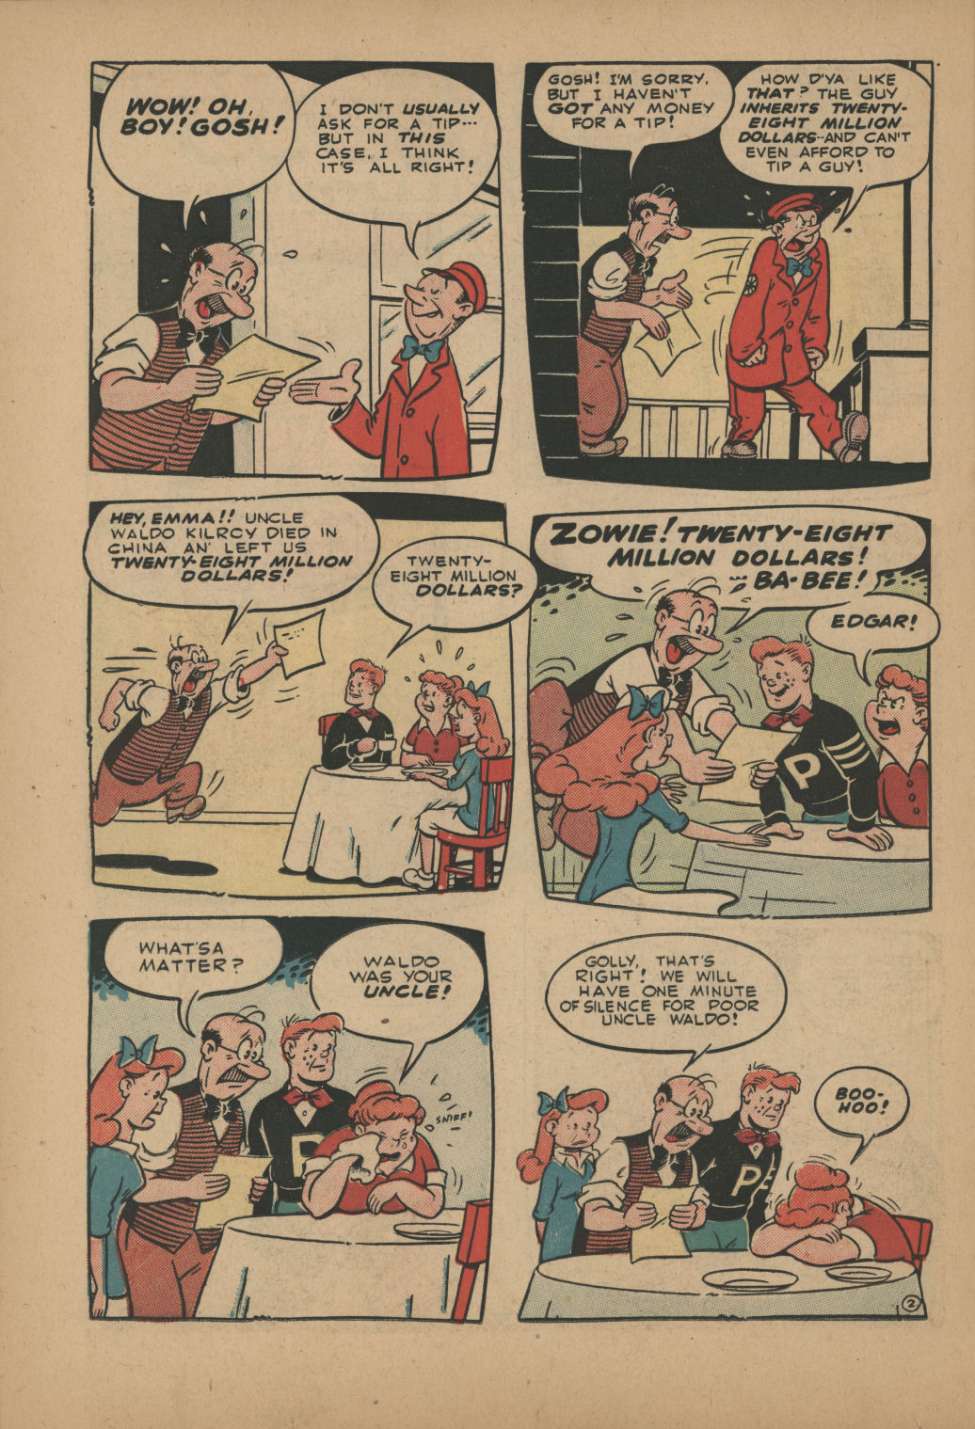 WOW! OH,
BOY! GOSH!
I DON'T USUALLY
ASK FOR A TIP---
BUT IN THIS
CASE, I THINK
IT'S ALL RIGHT!
GOSH! I'M SORRY,
BUT I HAVEN'T
GOT ANY MONEY
FOR A TIP!
HOW D'YA LIKE
THAT? THE GUY
INHERITS TWENTY-
EIGHT MILLION
DOLLARS--AND CAN'T
EVEN AFFORD TO
TIP A GUY!
HEY, EMMA!! UNCLE
WALDO KILRCY DIED IN
CHINA AN' LEFT US
TWENTY-EIGHT MILLION
DOLLARS!
TWENTY-
EIGHT MILLION
DOLLARS?
ZOWIE! TWENTY-EIGHT
MILLION DOLLARS!
BA-BEE!
EDGAR!
P
WHAT'SA
MATTER?
WALDO
WAS YOUR
UNCLE!
SNIFF!
P
GOLLY, THAT'S
RIGHT! WE WILL
HAVE ONE MINUTE
OF SILENCE FOR POOR
UNCLE WALDO!
BOO-
HOO!
P
2